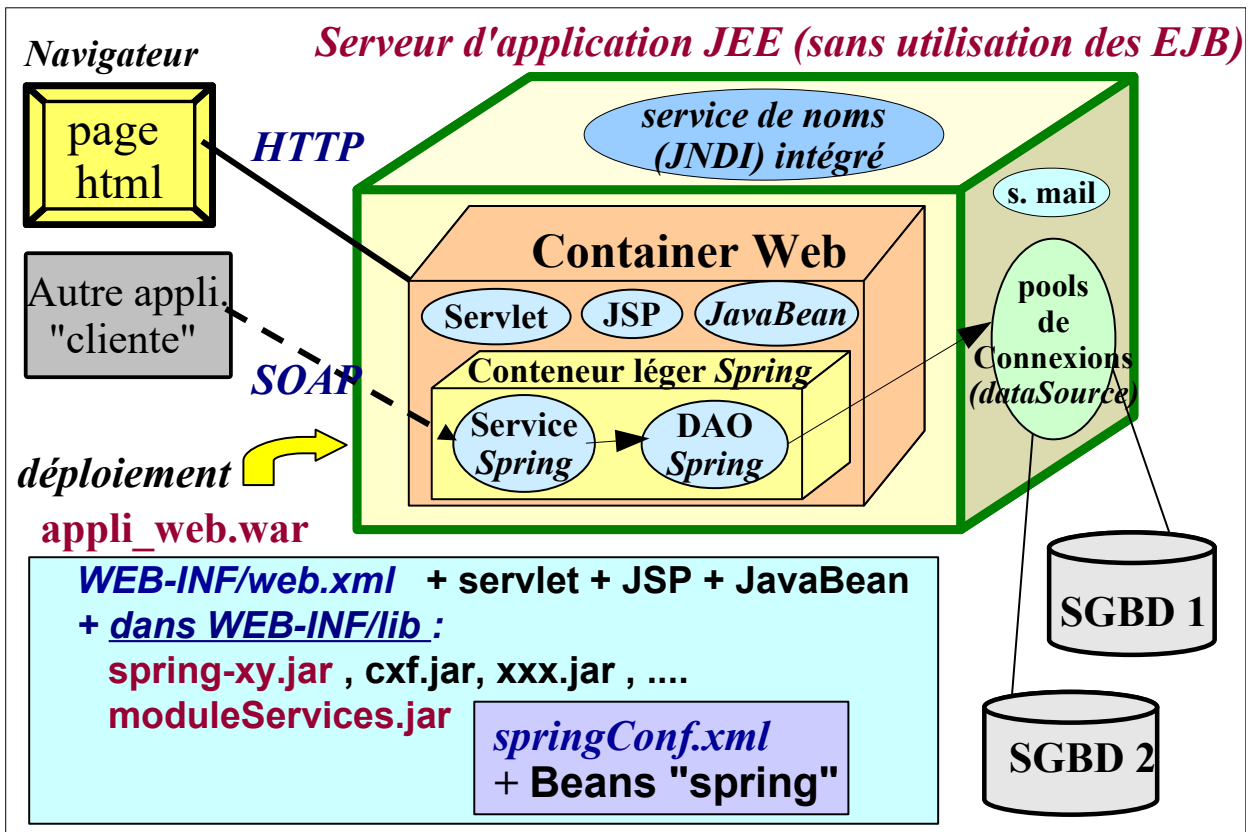 Serveur d'application JEE (sans utilisation des EJB)
Navigateur
page
html
HTTP
service de noms
(JNDI) intégré
s. mail
Container Web
Servlet
JSP
JavaBean
pools
de
Connexions
(dataSource)
Autre appli.
"cliente"
SOAP
Conteneur léger Spring
Service
Spring
DAO
Spring
déploiement
appli_web.war
WEB-INF/web.xml + servlet + JSP + JavaBean
+ dans WEB-INF/lib :
spring-xy.jar , cxf.jar, xxx.jar , ....
moduleServices.jar
springConf.xml
+ Beans "spring"
SGBD 1
SGBD 2